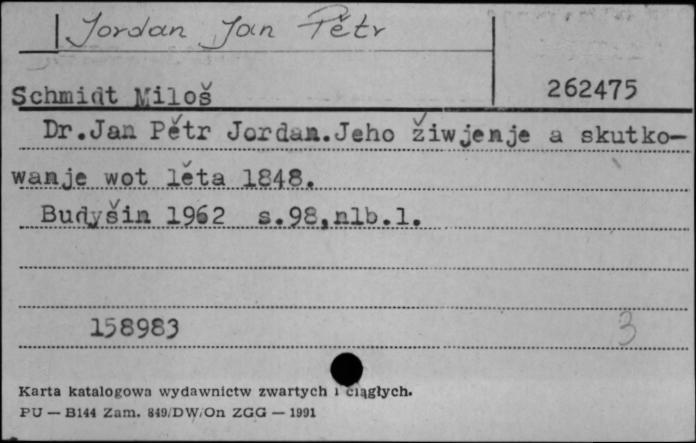 Jordan Jan Pětr
Schmidt Miloš 262475
Dr.Jan Pětr Jordan.Jeho žiwjenje a skutko-
wanje wot lěta 1848.
Budyšin 1962 s.98,nlb.1.
158983 3
Karta katalogowa wydawnictw zwartych i ciągłych.
PU — B144 Zam. 849/DW/On ZGG — 1991